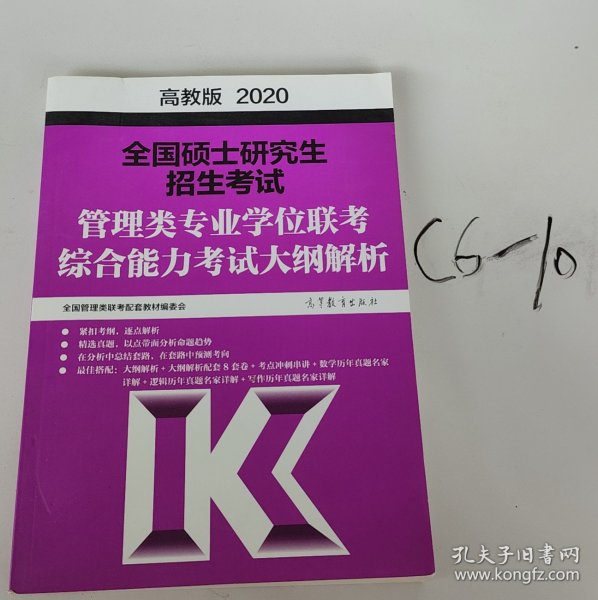 高教版 2020
全国硕士研究生
招生考试
管理类专业学位联考
综合能力考试大纲解析
全国管理类联考配套教材编委会
高等教育出版社
● 紧扣考纲，逐点解析
● 精选真题，以点带面分析命题趋势
● 在分析中总结套路，在套路中预测考向
● 最佳搭配：大纲解析+大纲解析配套8套卷+考点冲刺串讲+数学历年真题名家
详解+逻辑历年真题名家详解+写作历年真题名家详解
K
C6-10
孔夫子旧书网
www.kongfz.com